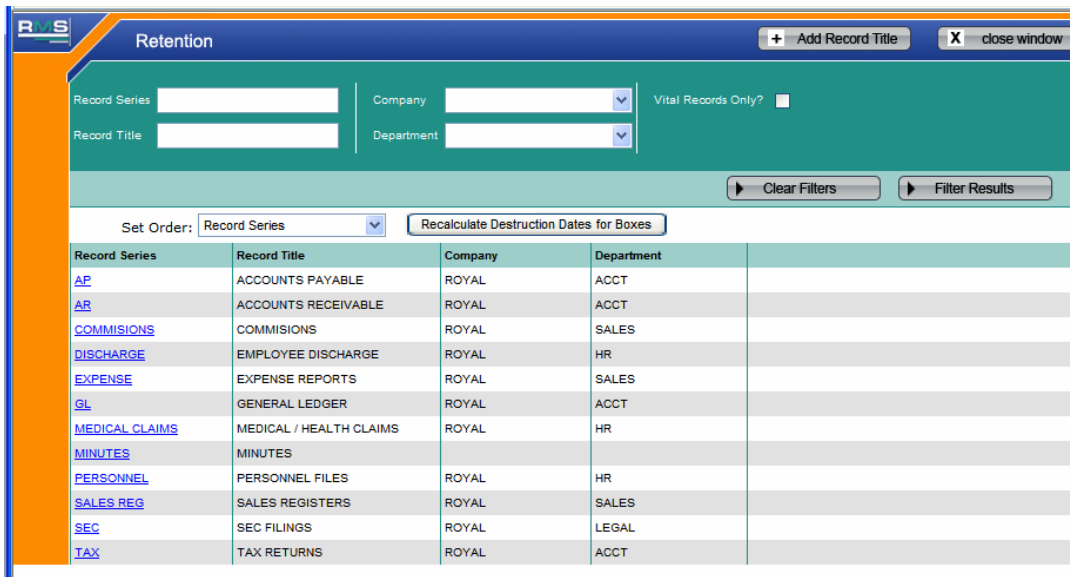 RMS
Retention
+ Add Record Title
X close window
Record Series
Company
Vital Records Only?
Record Title
Department
Clear Filters
Filter Results
Set Order: Record Series
Recalculate Destruction Dates for Boxes
Record Series Record Title Company Department
AP ACCOUNTS PAYABLE ROYAL ACCT
AR ACCOUNTS RECEIVABLE ROYAL ACCT
COMMISIONS COMMISIONS ROYAL SALES
DISCHARGE EMPLOYEE DISCHARGE ROYAL HR
EXPENSE EXPENSE REPORTS ROYAL SALES
GL GENERAL LEDGER ROYAL ACCT
MEDICAL CLAIMS MEDICAL / HEALTH CLAIMS ROYAL HR
MINUTES MINUTES
PERSONNEL PERSONNEL FILES ROYAL HR
SALES REG SALES REGISTERS ROYAL SALES
SEC SEC FILINGS ROYAL LEGAL
TAX TAX RETURNS ROYAL ACCT